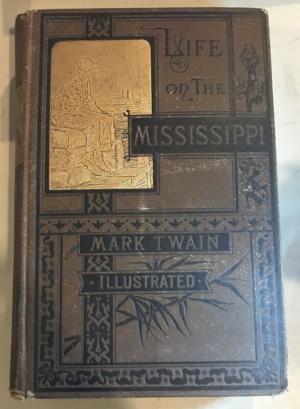 LIFE
ON THE
MISSISSIPPI
MARK TWAIN
ILLUSTRATED